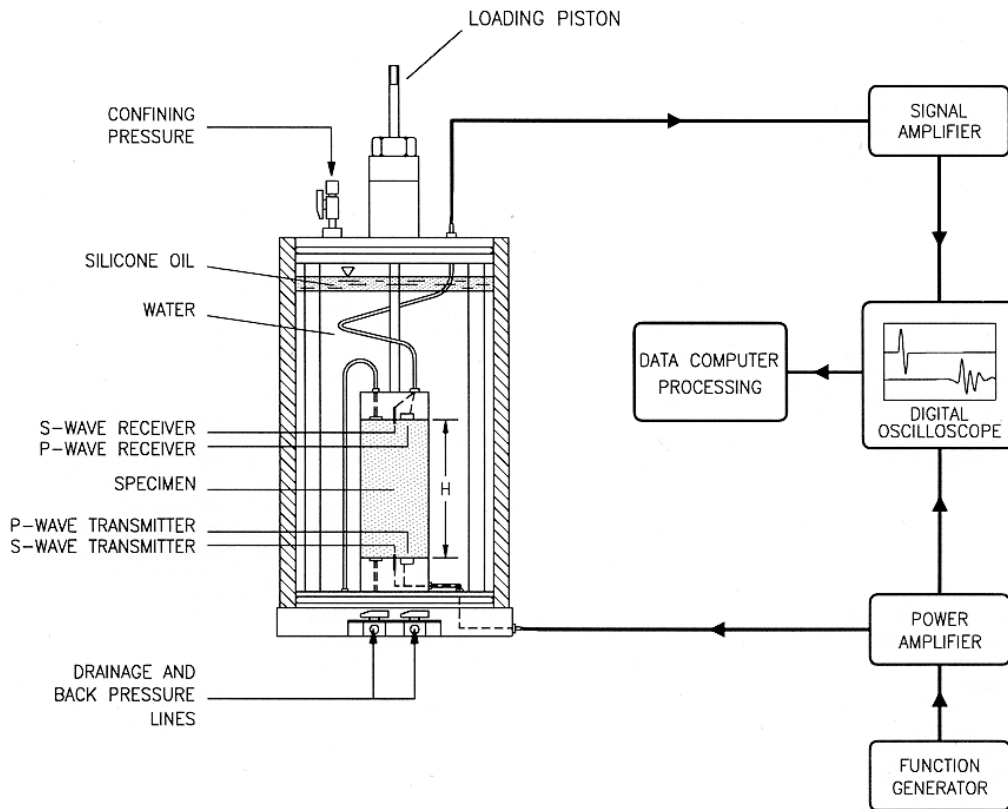 LOADING PISTON
CONFINING
PRESSURE
SIGNAL
AMPLIFIER
SILICONE OIL
WATER
DATA COMPUTER
PROCESSING
DIGITAL
OSCILLOSCOPE
S-WAVE RECEIVER
P-WAVE RECEIVER
SPECIMEN
H
P-WAVE TRANSMITTER
S-WAVE TRANSMITTER
POWER
AMPLIFIER
DRAINAGE AND
BACK PRESSURE
LINES
FUNCTION
GENERATOR